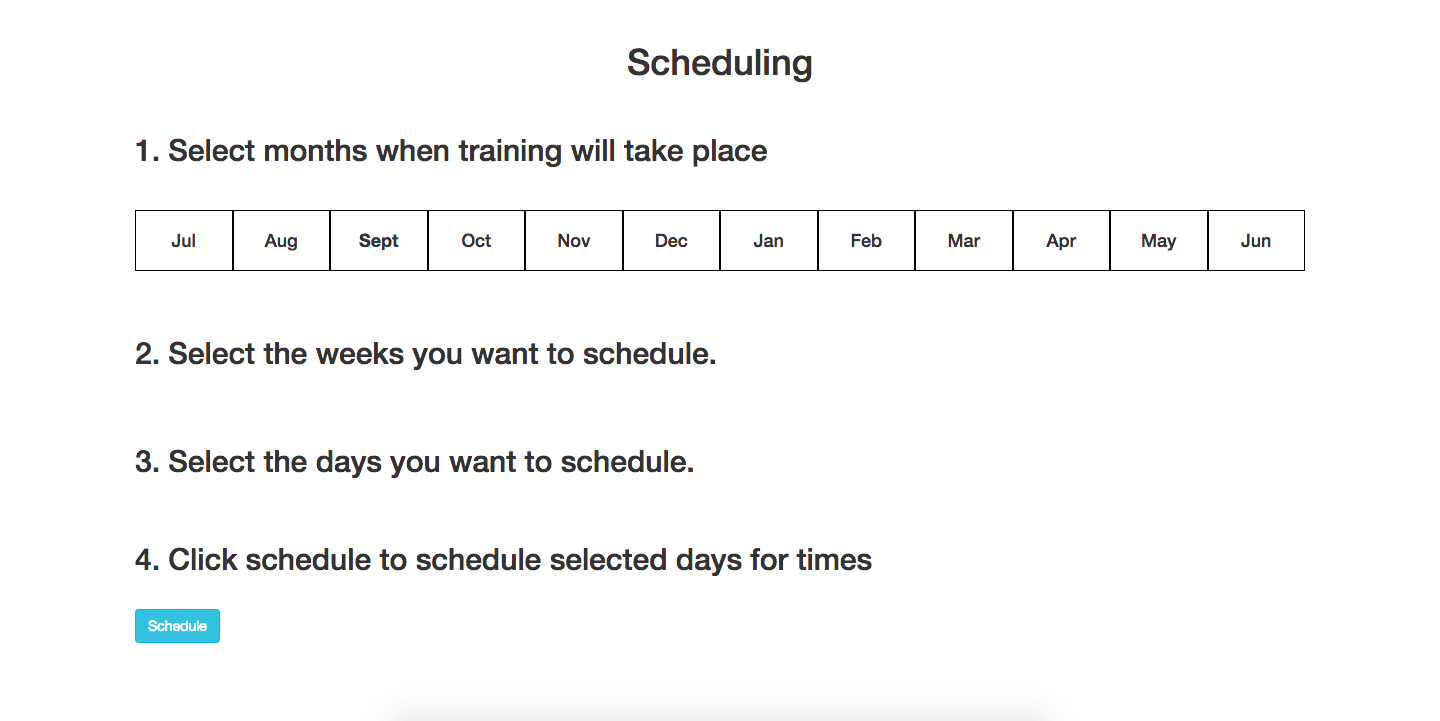 Scheduling
1. Select months when training will take place
Jul Aug Sept Oct Nov Dec Jan Feb Mar Apr May Jun
2. Select the weeks you want to schedule.
3. Select the days you want to schedule.
4. Click schedule to schedule selected days for times
Schedule